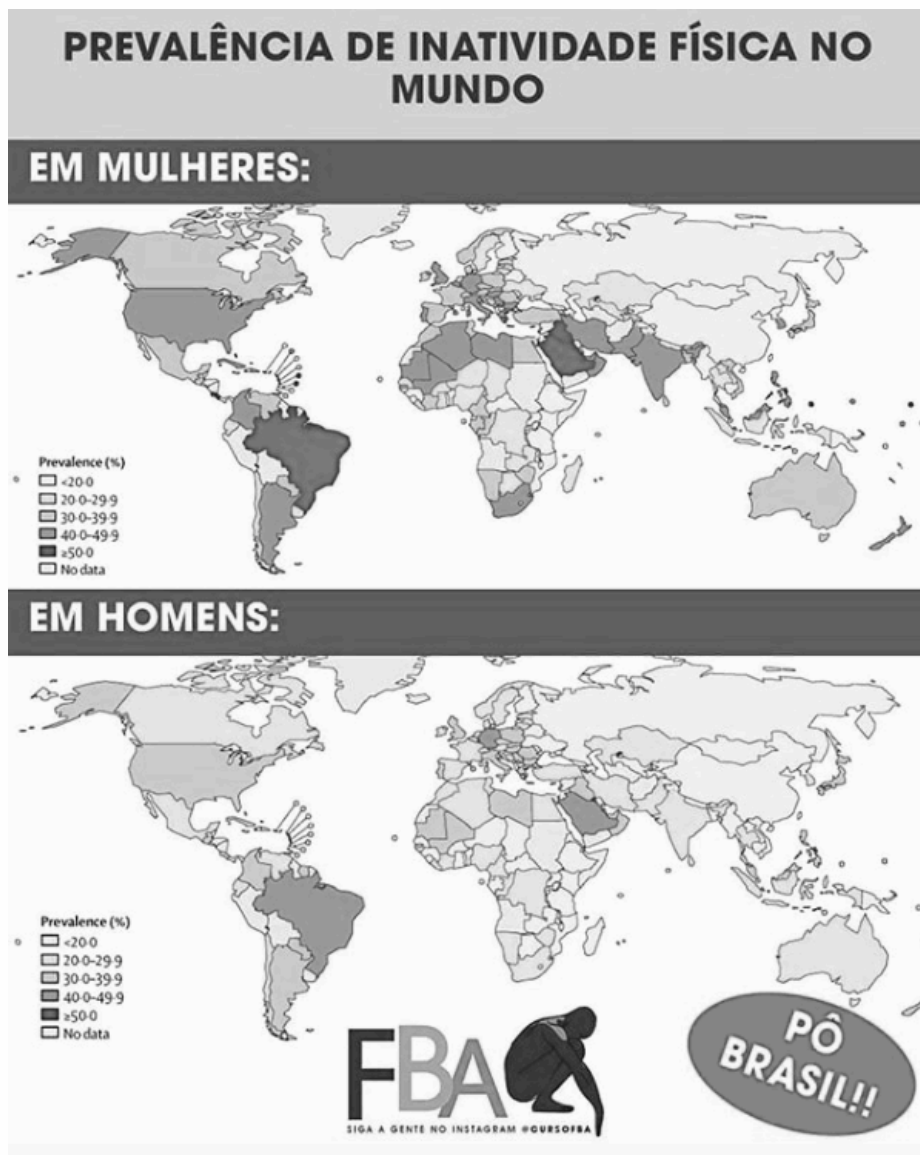 PREVALÊNCIA DE INATIVIDADE FÍSICA NO
MUNDO
EM MULHERES:
Prevalence (%)
<20·0
20·0–29·9
30·0–39·9
40·0–49·9
≥50·0
No data
EM HOMENS:
Prevalence (%)
<20·0
20·0–29·9
30·0–39·9
40·0–49·9
≥50·0
No data
FBA
SIGA A GENTE NO INSTAGRAM @CURSOFBA
PÔ
BRASIL!!